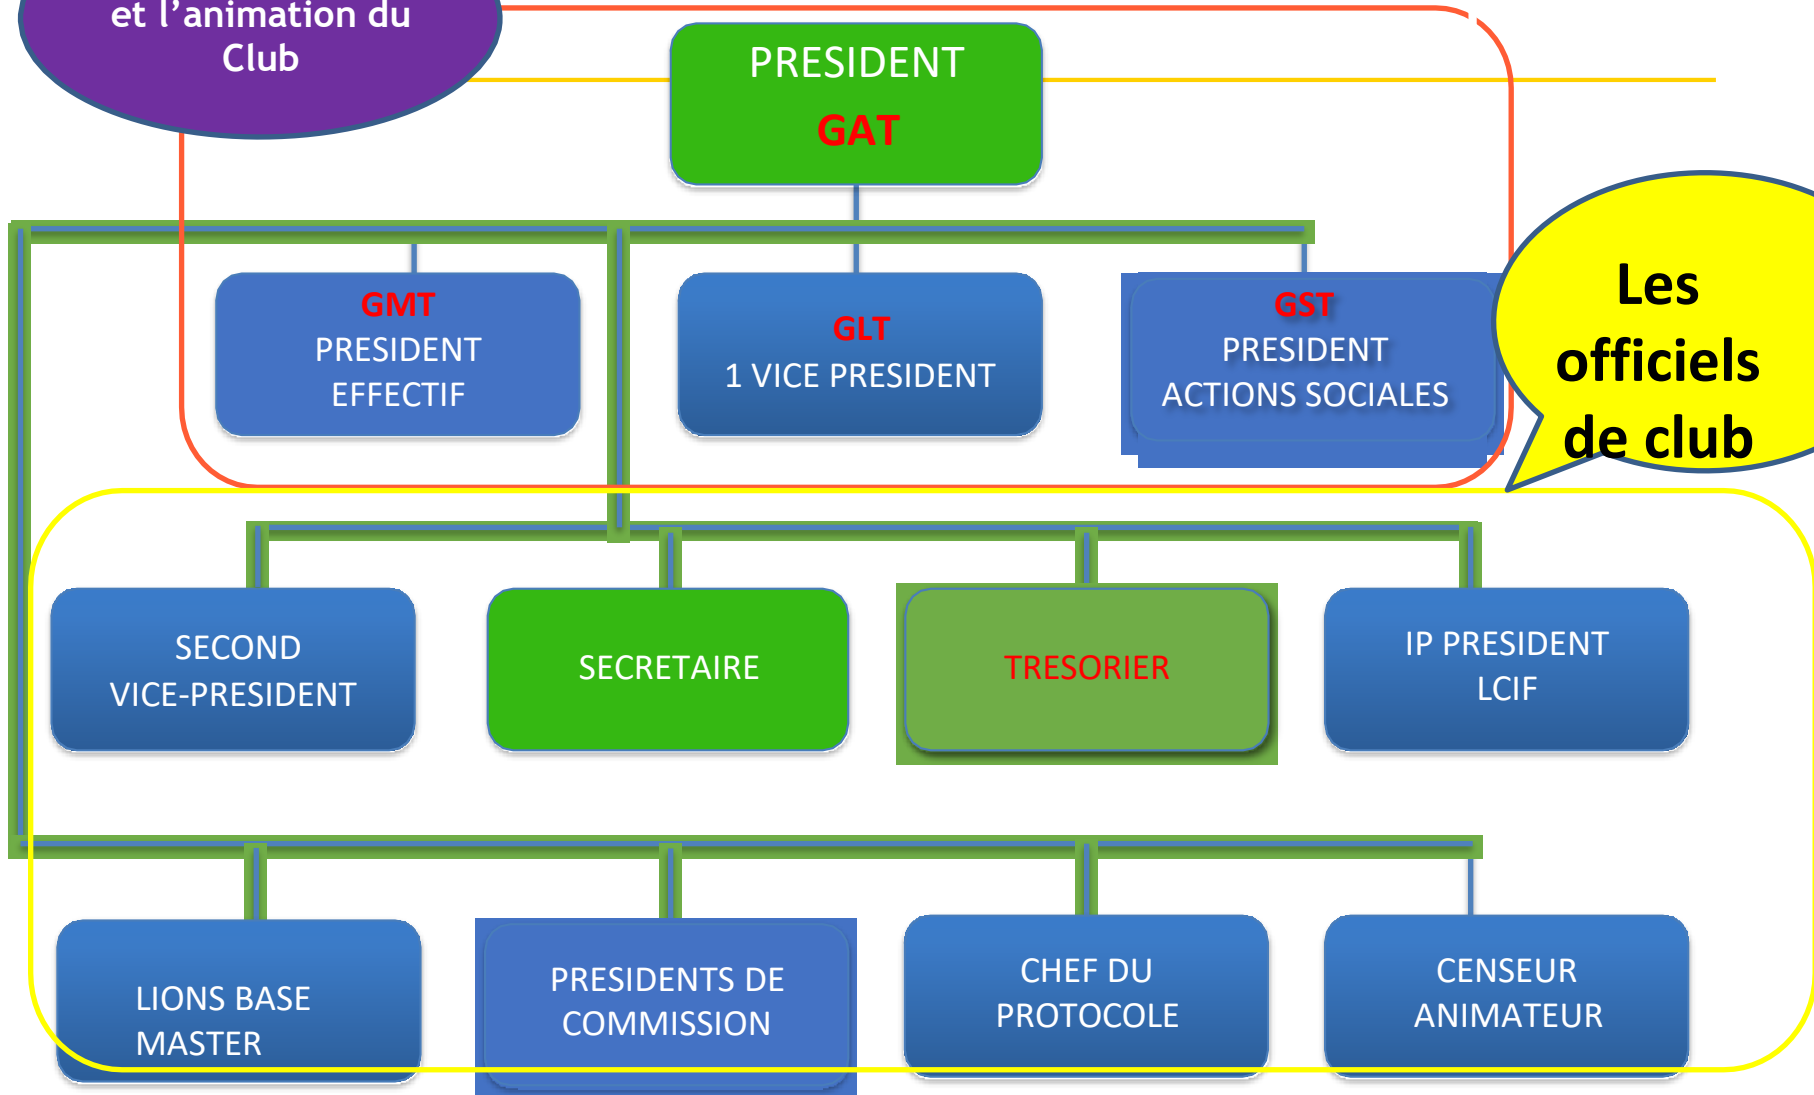 et l’animation du
Club
PRESIDENT
GAT
Les
officiels
de club
GMT
PRESIDENT
EFFECTIF
GLT
1 VICE PRESIDENT
GST
PRESIDENT
ACTIONS SOCIALES
SECOND
VICE-PRESIDENT
SECRETAIRE
TRESORIER
IP PRESIDENT
LCIF
LIONS BASE
MASTER
PRESIDENTS DE
COMMISSION
CHEF DU
PROTOCOLE
CENSEUR
ANIMATEUR